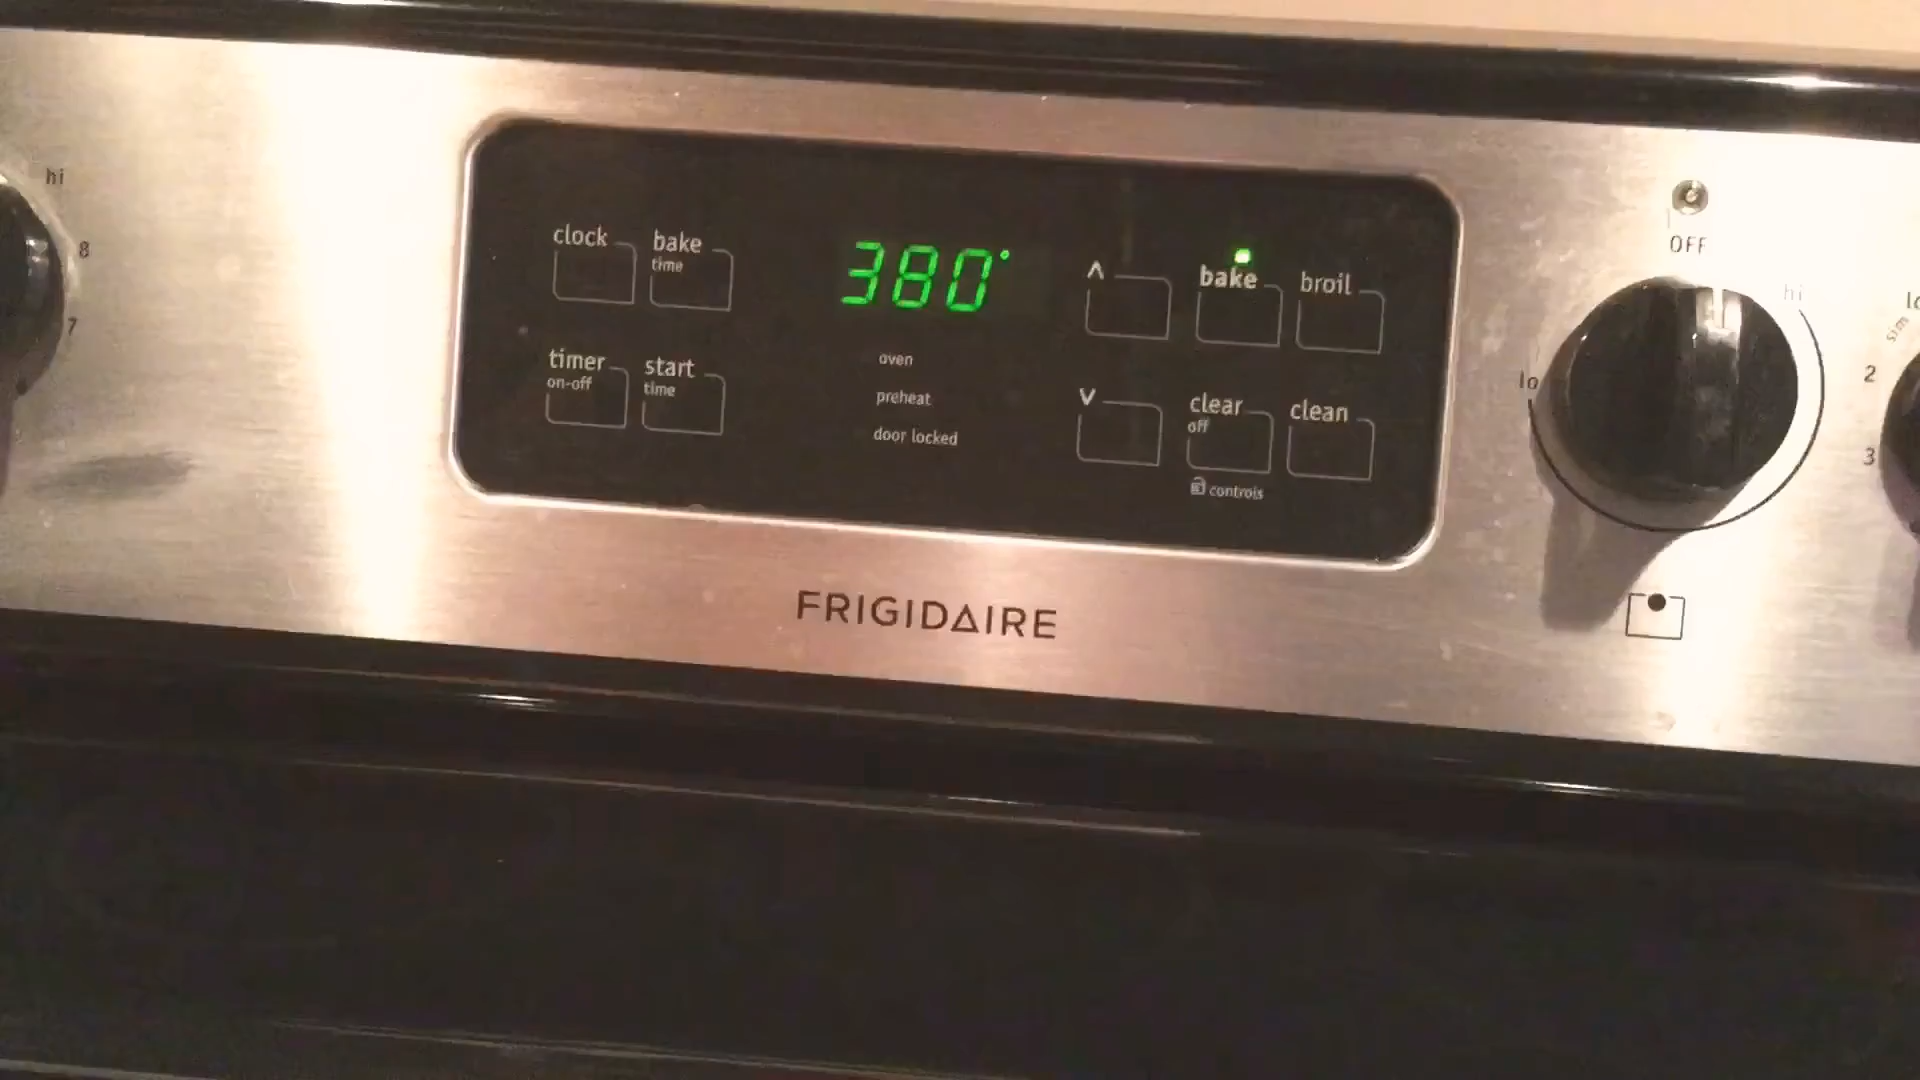 hi
8
7
clock
bake
time
timer
on-off
start
time
380°
oven
preheat
door locked
^
bake
broil
v
clear
off
clean
controls
FRIGIDAIRE
OFF
hi
lo
sim
2
3